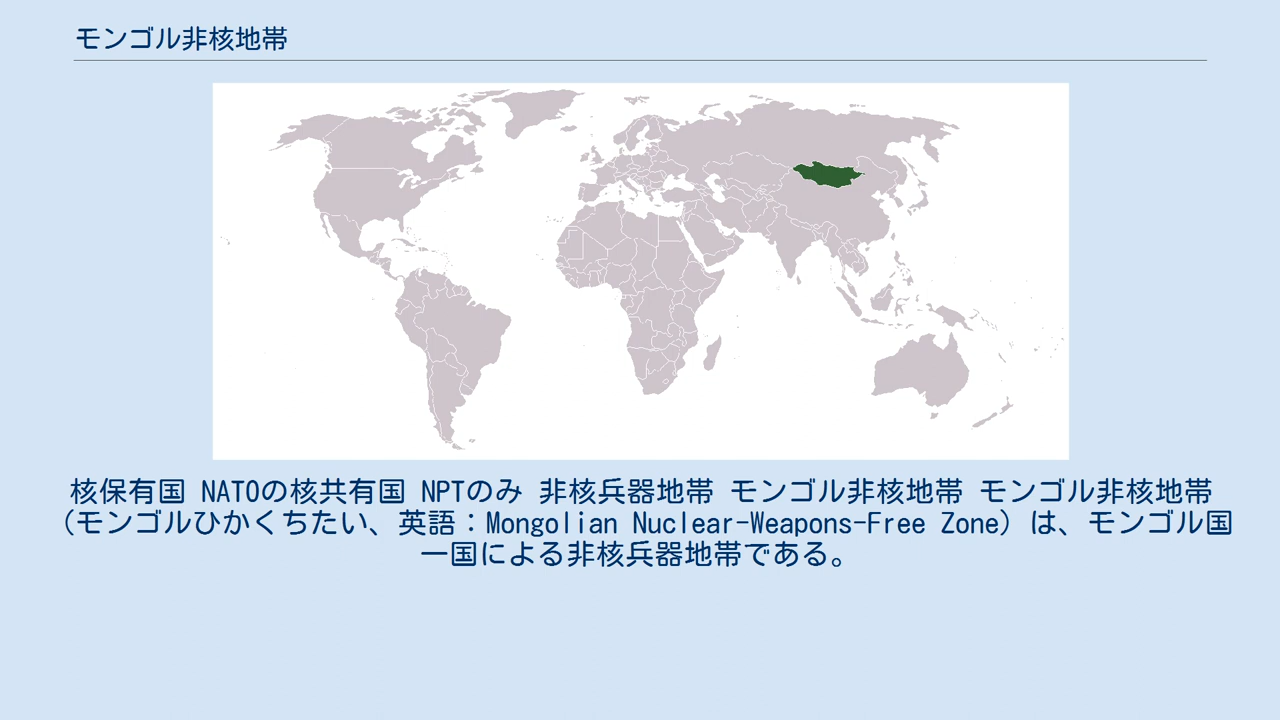 モンゴル非核地帯
核保有国 NATOの核共有国 NPTのみ 非核兵器地帯 モンゴル非核地帯 モンゴル非核地帯
(モンゴルひかくちたい、英語：Mongolian Nuclear-Weapons-Free Zone) は、モンゴル国
一国による非核兵器地帯である。